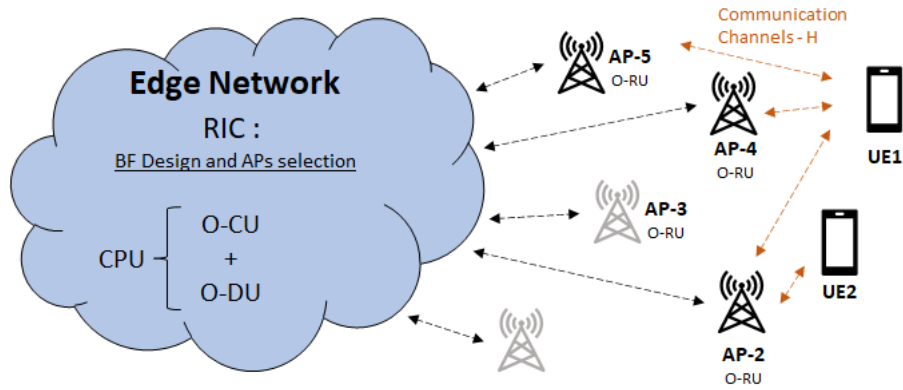 Edge Network
RIC :
BF Design and APs selection
CPU
O-CU
+
O-DU
AP-5
O-RU
Communication
Channels - H
AP-4
O-RU
UE1
AP-3
O-RU
UE2
AP-2
O-RU